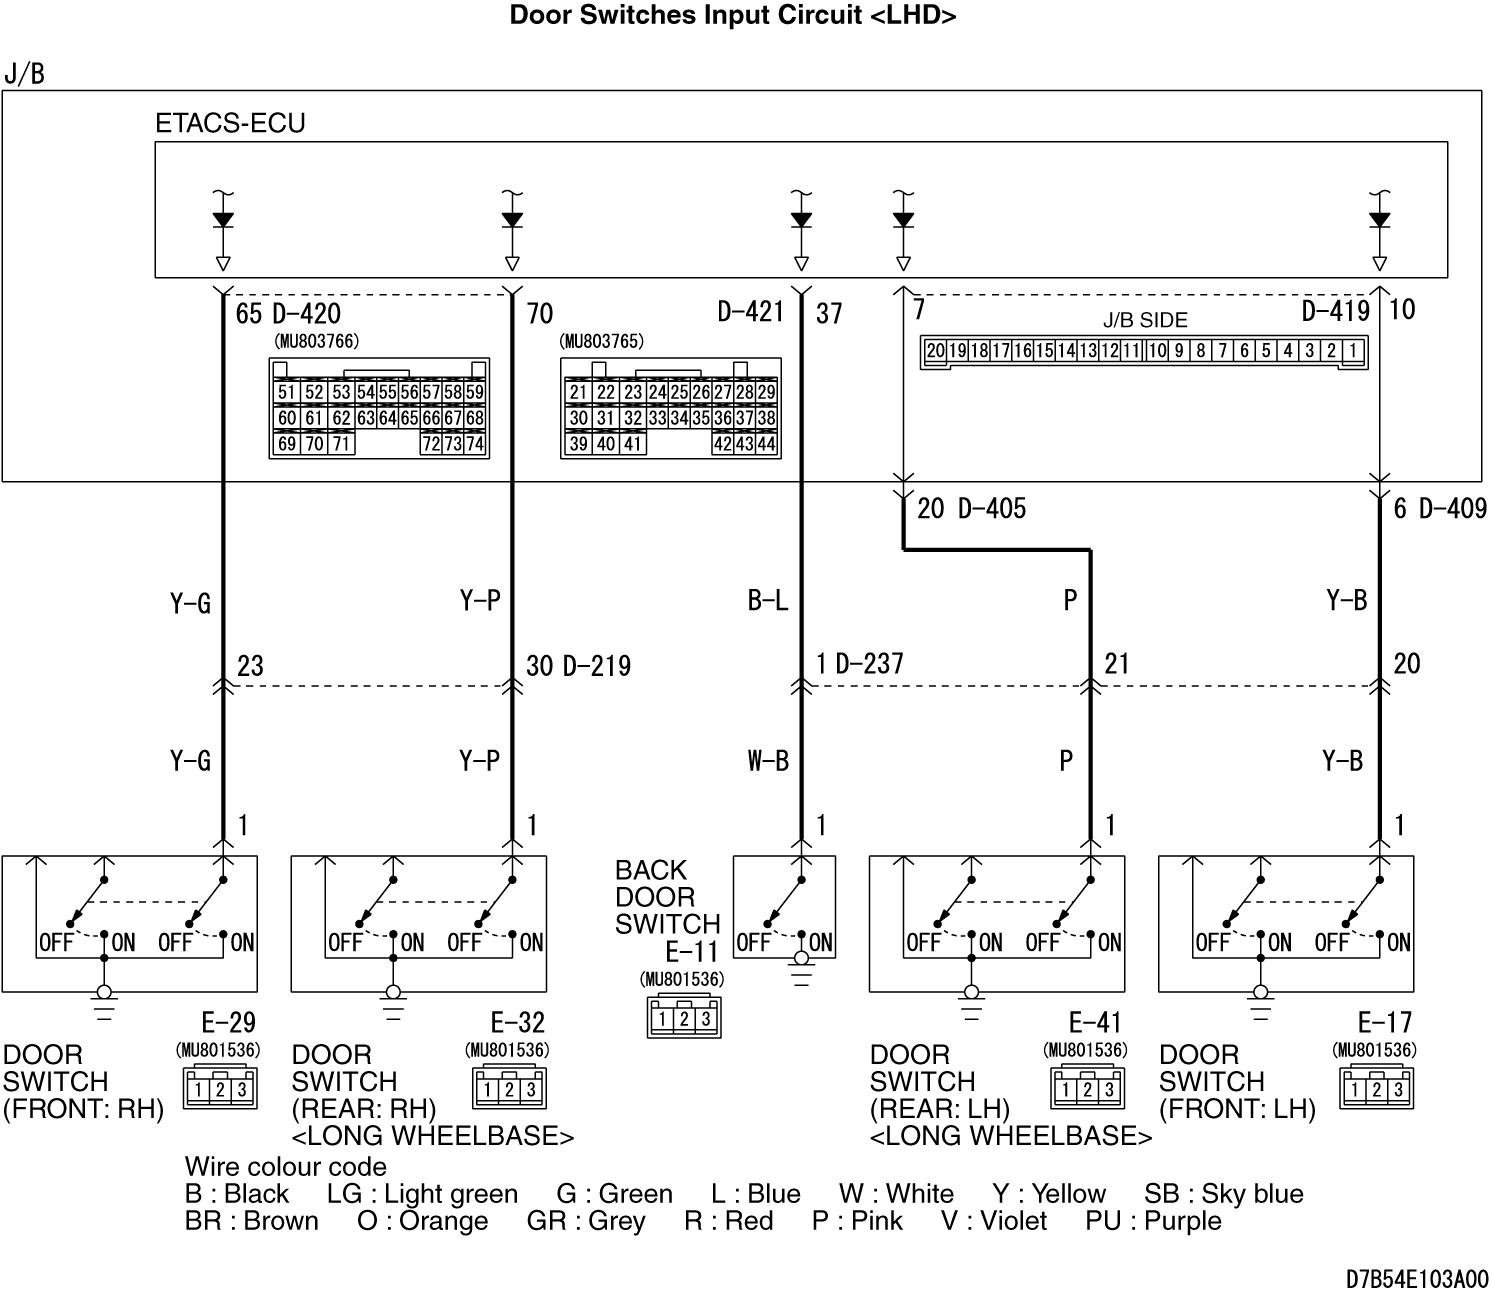 Door Switches Input Circuit <LHD>
J/B
ETACS-ECU
65 D-420 70 D-421 37 7 D-419 10
(MU803766) (MU803765) J/B SIDE
20 19 18 17 16 15 14 13 12 11 10 9 8 7 6 5 4 3 2 1
51 52 53 54 55 56 57 58 59 21 22 23 24 25 26 27 28 29
60 61 62 63 64 65 66 67 68 30 31 32 33 34 35 36 37 38
69 70 71 72 73 74 39 40 41 42 43 44
20 D-405 6 D-409
Y-G Y-P B-L P Y-B
23 30 D-219 1 D-237 21 20
Y-G Y-P W-B P Y-B
1 1 1 1 1
BACK
DOOR
SWITCH
E-11
(MU801536)
1 2 3
OFF ON OFF ON OFF ON OFF ON OFF ON OFF ON OFF ON OFF ON OFF ON
E-29 E-32 E-41 E-17
(MU801536) (MU801536) (MU801536) (MU801536)
1 2 3 1 2 3 1 2 3 1 2 3
DOOR
SWITCH
(FRONT: RH)
DOOR
SWITCH
(REAR: RH)
<LONG WHEELBASE>
DOOR
SWITCH
(REAR: LH)
<LONG WHEELBASE>
DOOR
SWITCH
(FRONT: LH)
Wire colour code
B : Black LG : Light green G : Green L : Blue W : White Y : Yellow SB : Sky blue
BR : Brown O : Orange GR : Grey R : Red P : Pink V : Violet PU : Purple
D7B54E103A00